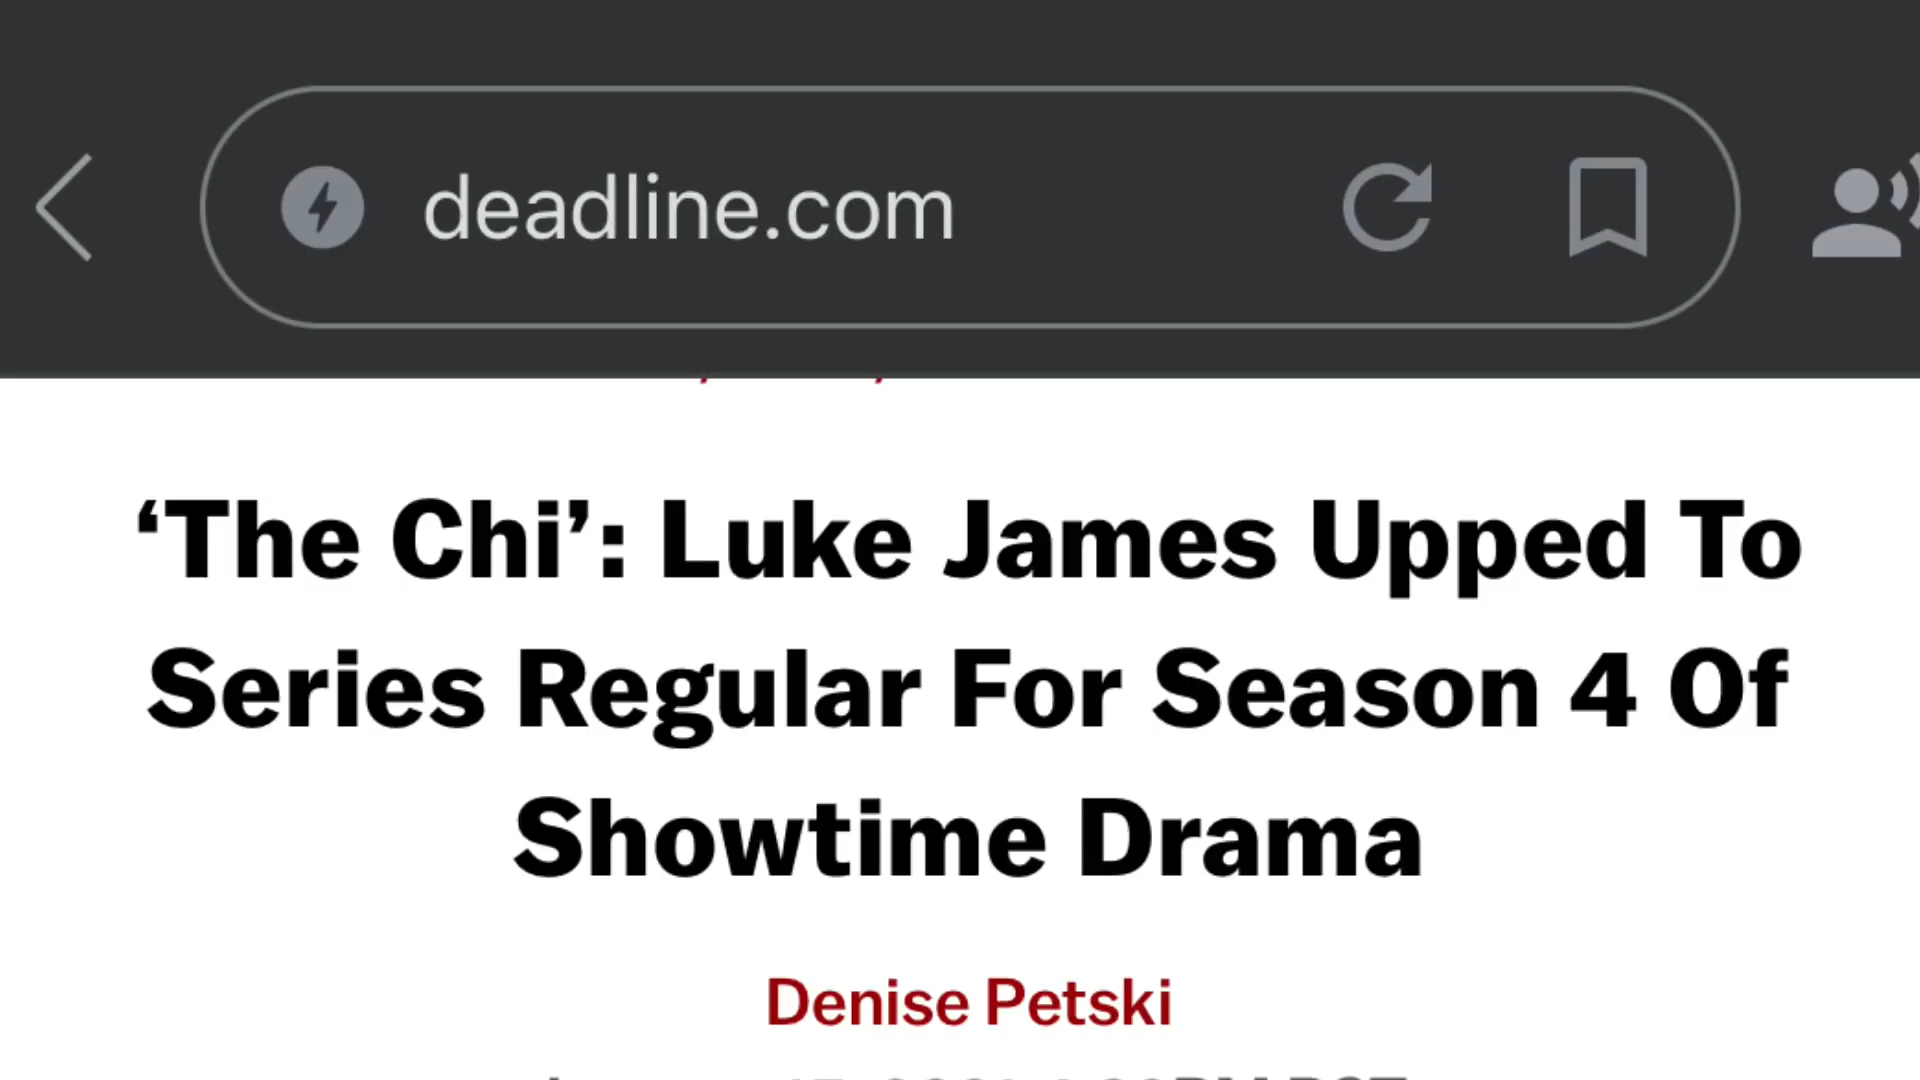 deadline.com
‘The Chi’: Luke James Upped To
Series Regular For Season 4 Of
Showtime Drama
Denise Petski